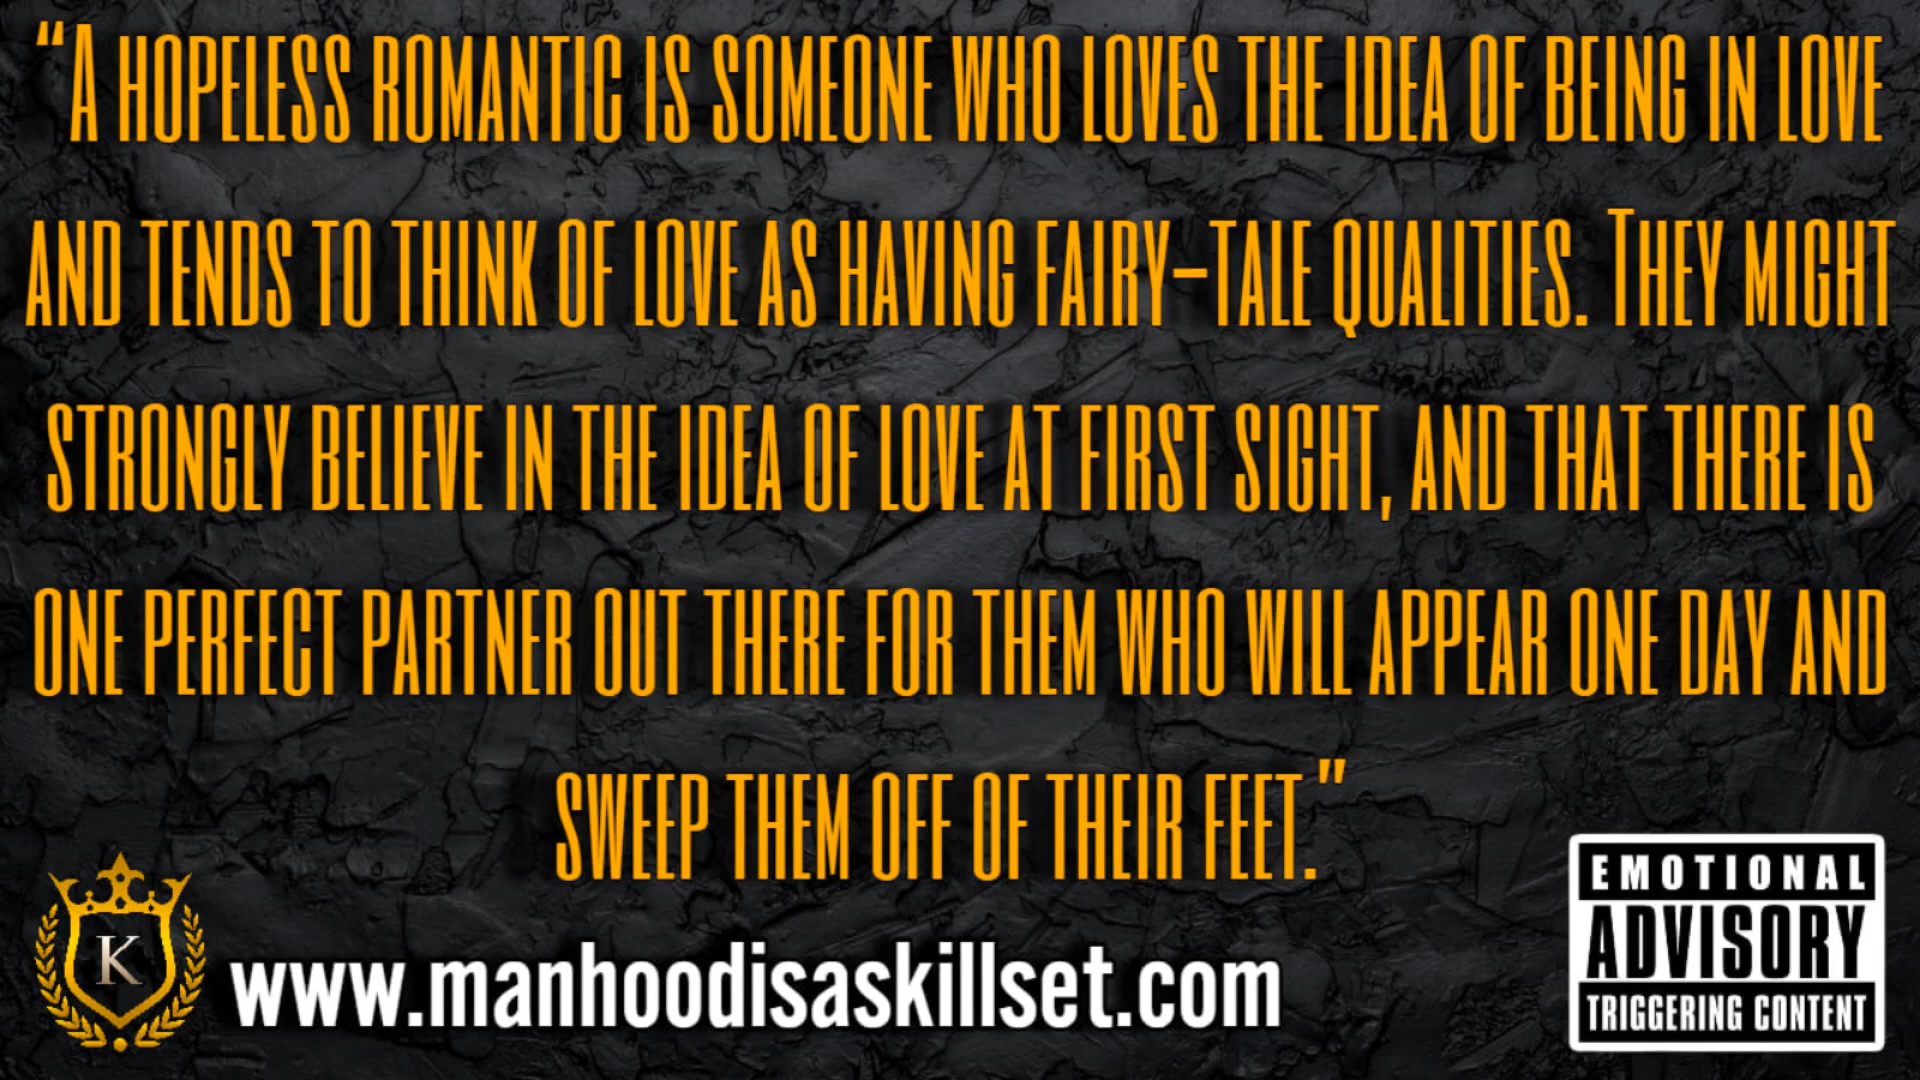 “A HOPELESS ROMANTIC IS SOMEONE WHO LOVES THE IDEA OF BEING IN LOVE
AND TENDS TO THINK OF LOVE AS HAVING FAIRY-TALE QUALITIES. THEY MIGHT
STRONGLY BELIEVE IN THE IDEA OF LOVE AT FIRST SIGHT, AND THAT THERE IS
ONE PERFECT PARTNER OUT THERE FOR THEM WHO WILL APPEAR ONE DAY AND
SWEEP THEM OFF OF THEIR FEET.”
K
www.manhoodisaskillset.com
EMOTIONAL
ADVISORY
TRIGGERING CONTENT